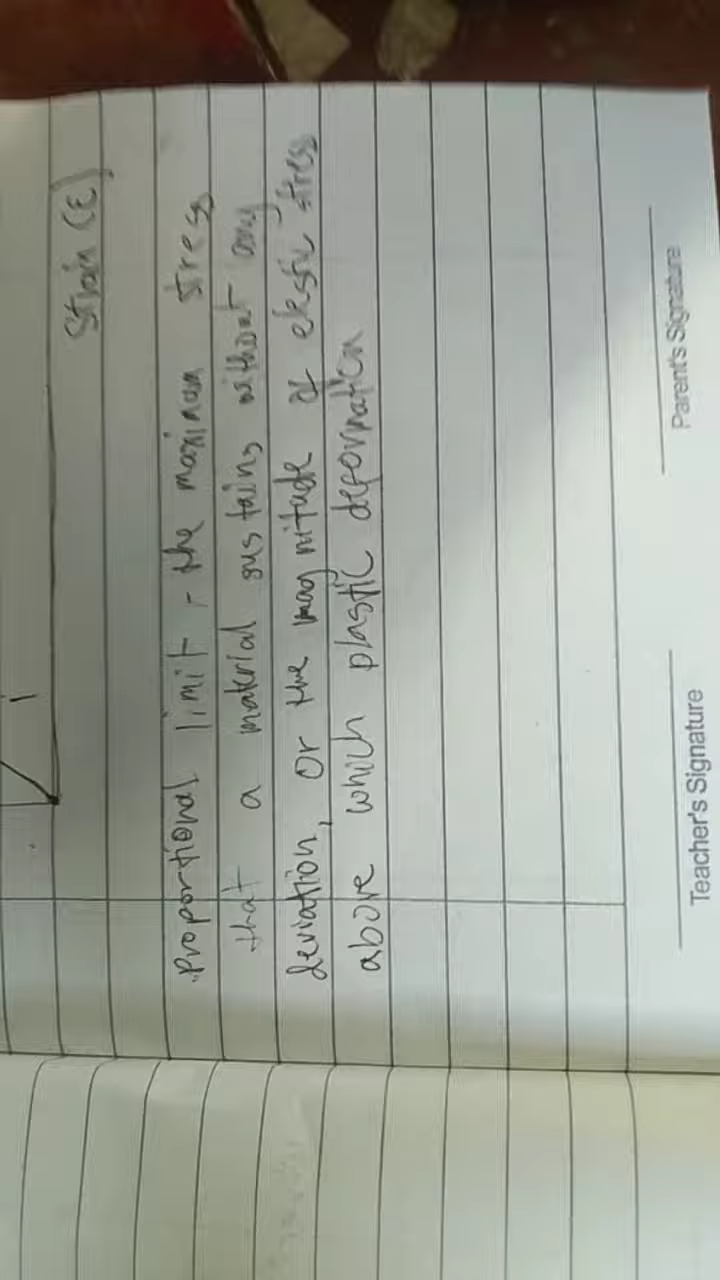 Strain (ε)
Proportional limit - the maximum stress
that a material sustains without any
deviation, or the magnitude of elastic stress
above which plastic deformation
Teacher's Signature
Parent's Signature